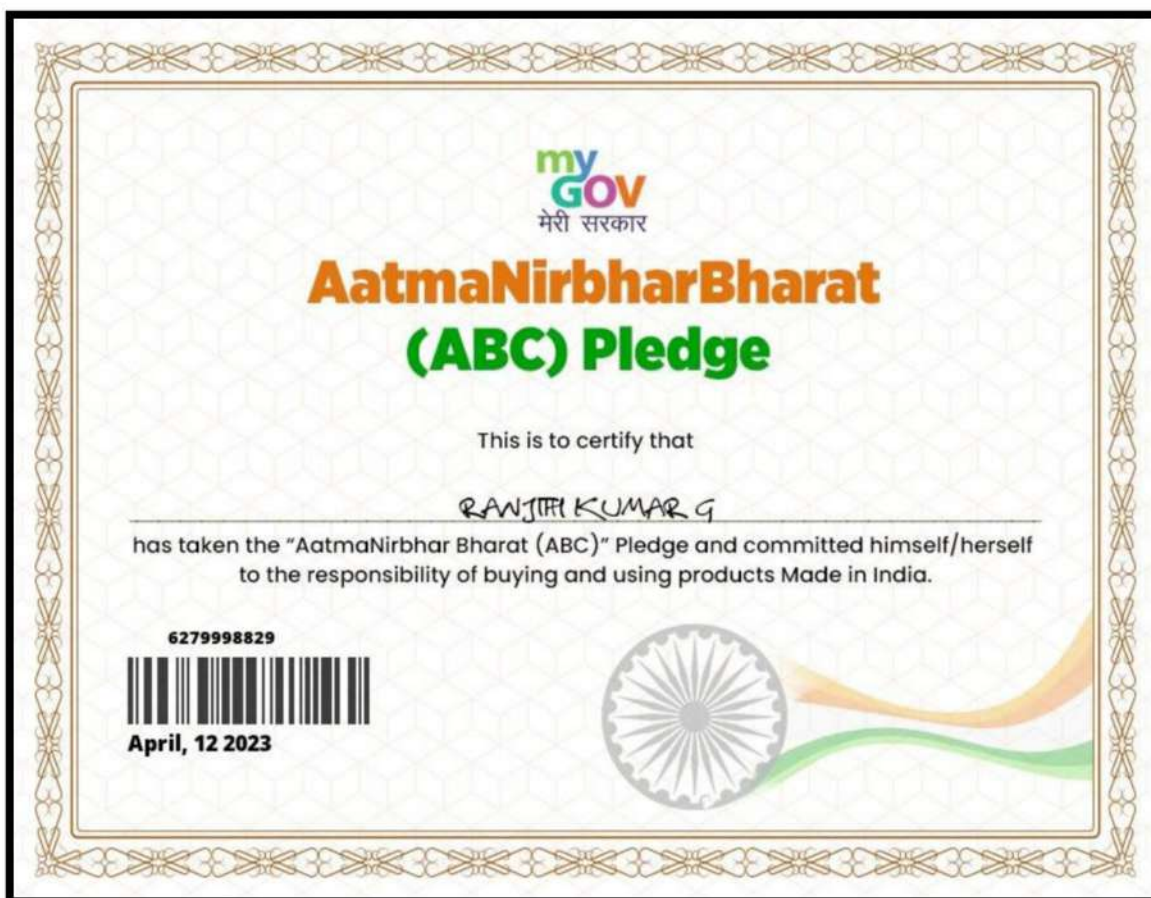 my
GOV
मेरी सरकार
AatmaNirbharBharat
(ABC) Pledge
This is to certify that
RANJITH KUMAR G
has taken the “AatmaNirbhar Bharat (ABC)” Pledge and committed himself/herself
to the responsibility of buying and using products Made in India.
6279998829
April, 12 2023